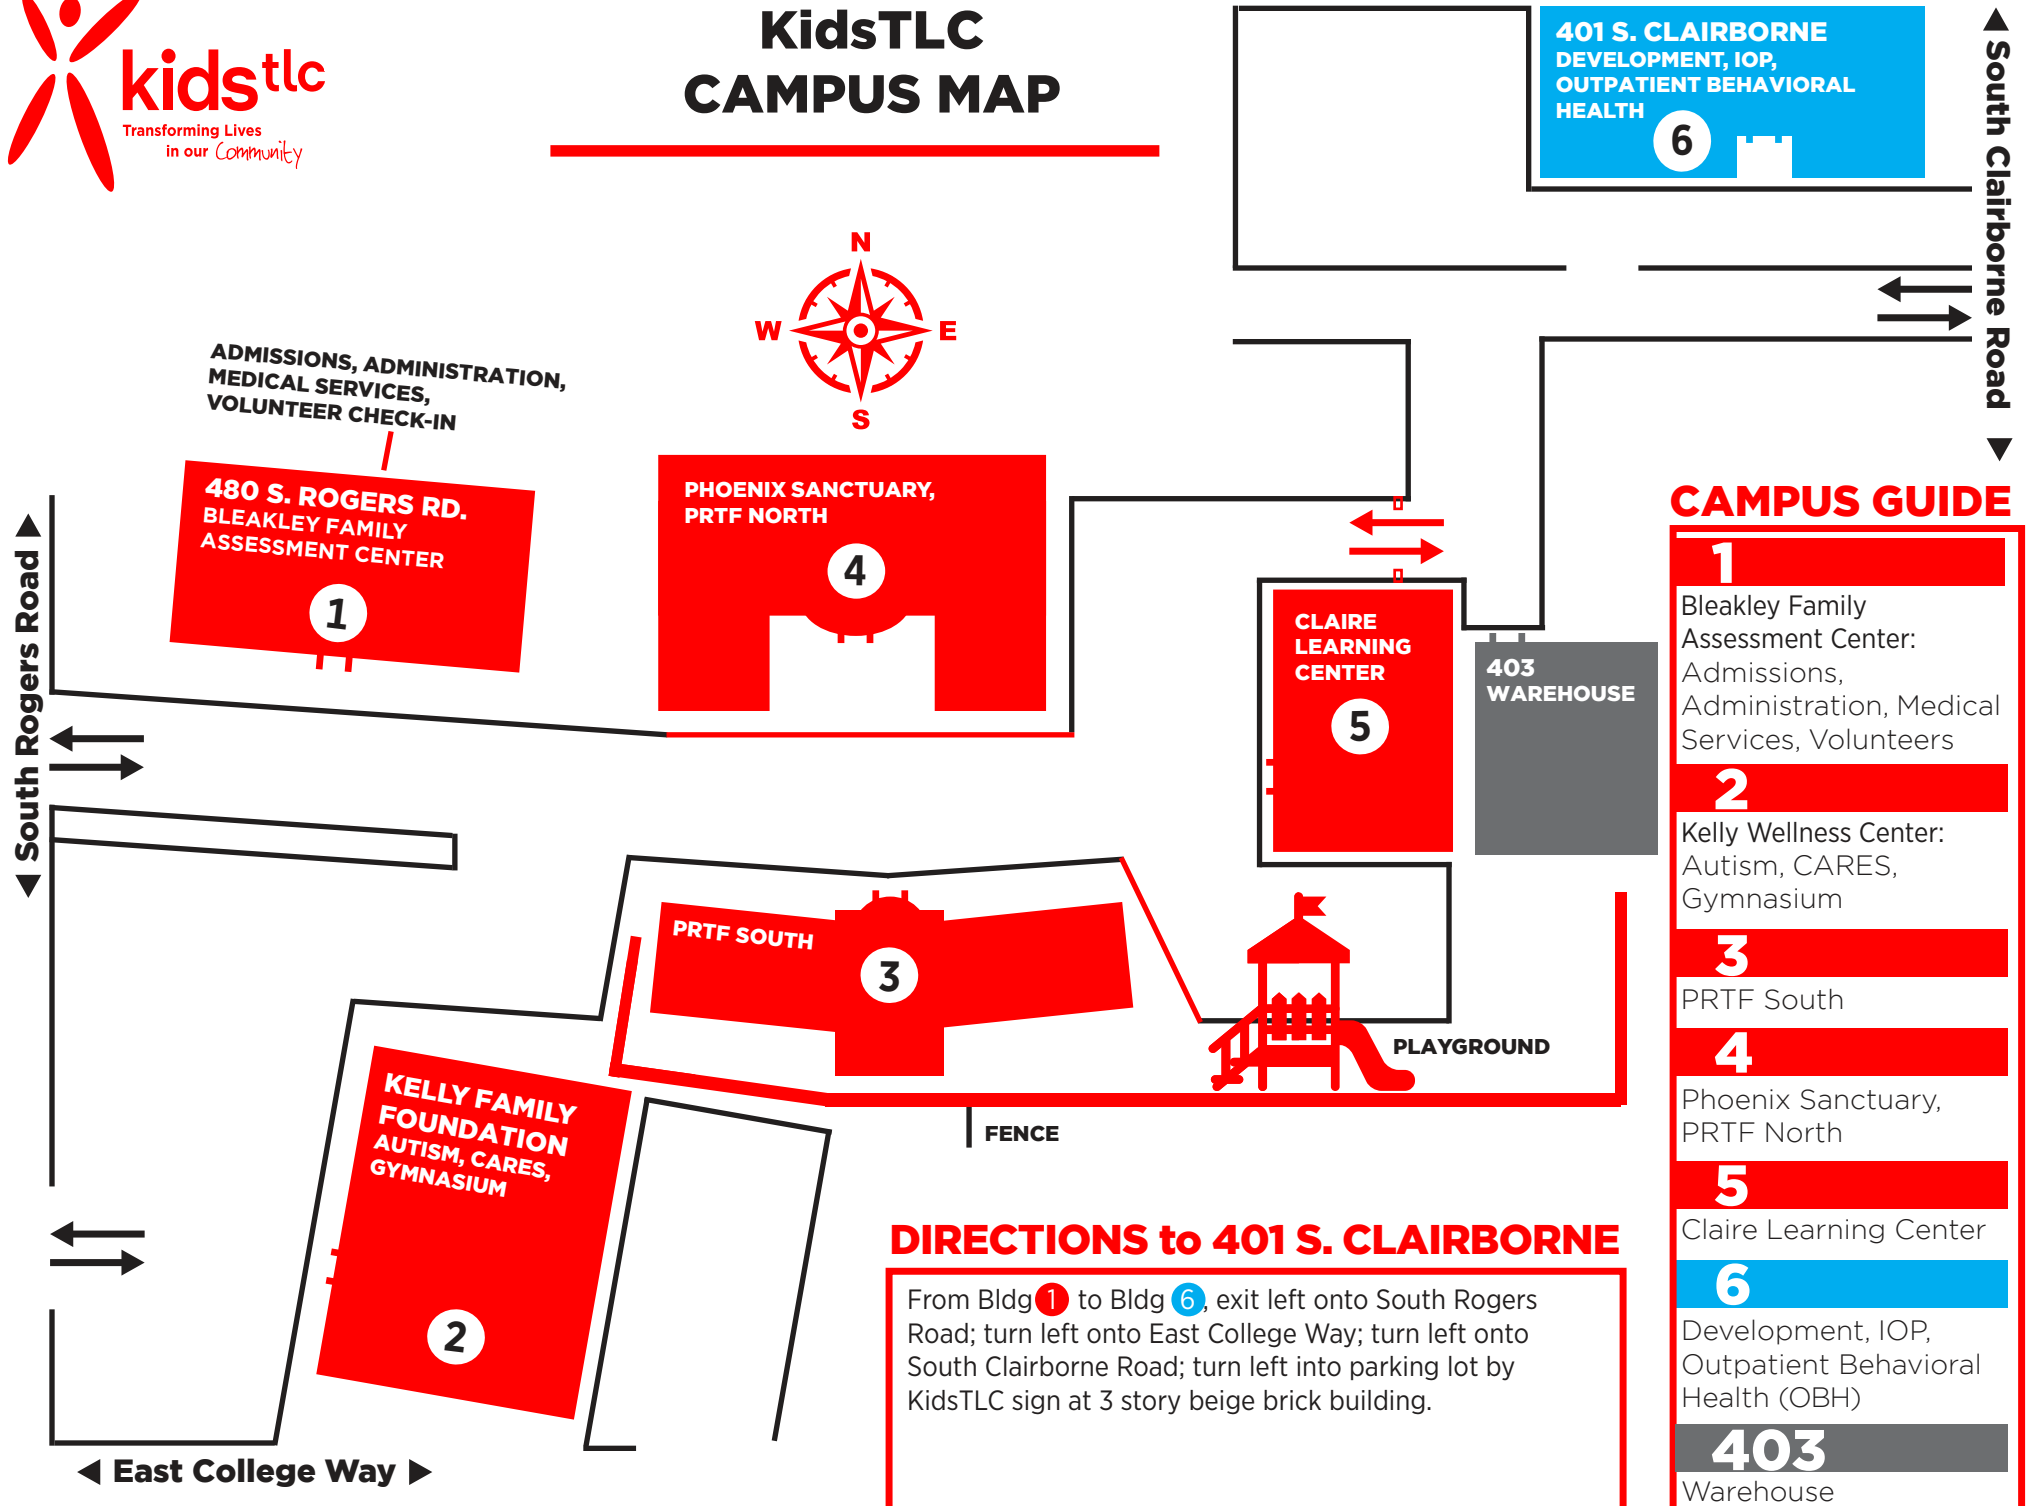 kidstlc
Transforming Lives
in our Community
KidsTLC
CAMPUS MAP
401 S. CLAIRBORNE
DEVELOPMENT, IOP,
OUTPATIENT BEHAVIORAL
HEALTH
6
South Clairborne Road
N
W
E
S
ADMISSIONS, ADMINISTRATION,
MEDICAL SERVICES,
VOLUNTEER CHECK-IN
480 S. ROGERS RD.
BLEAKLEY FAMILY
ASSESSMENT CENTER
1
PHOENIX SANCTUARY,
PRTF NORTH
4
South Rogers Road
CLAIRE
LEARNING
CENTER
5
403
WAREHOUSE
PRTF SOUTH
3
PLAYGROUND
FENCE
KELLY FAMILY
FOUNDATION
AUTISM, CARES,
GYMNASIUM
2
East College Way
DIRECTIONS to 401 S. CLAIRBORNE
From Bldg 1 to Bldg 6, exit left onto South Rogers
Road; turn left onto East College Way; turn left onto
South Clairborne Road; turn left into parking lot by
KidsTLC sign at 3 story beige brick building.
CAMPUS GUIDE
1
Bleakley Family
Assessment Center:
Admissions,
Administration, Medical
Services, Volunteers
2
Kelly Wellness Center:
Autism, CARES,
Gymnasium
3
PRTF South
4
Phoenix Sanctuary,
PRTF North
5
Claire Learning Center
6
Development, IOP,
Outpatient Behavioral
Health (OBH)
403
Warehouse